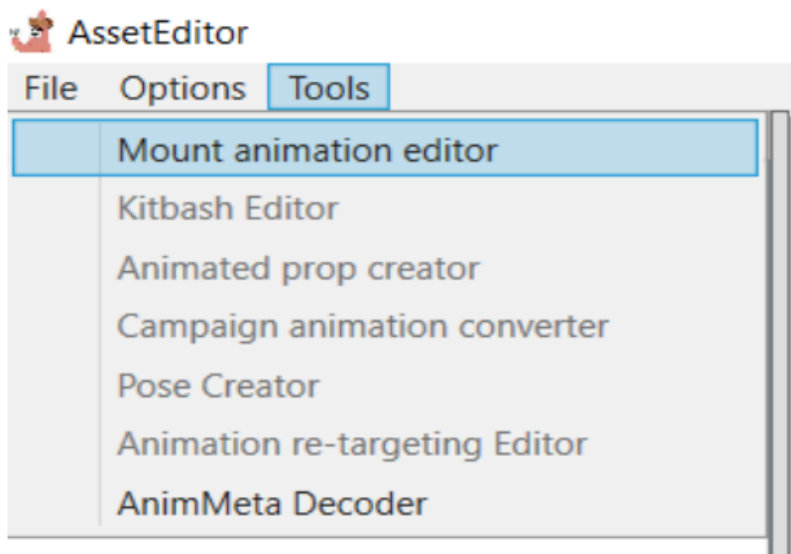 AssetEditor
File Options Tools
Mount animation editor
Kitbash Editor
Animated prop creator
Campaign animation converter
Pose Creator
Animation re-targeting Editor
AnimMeta Decoder